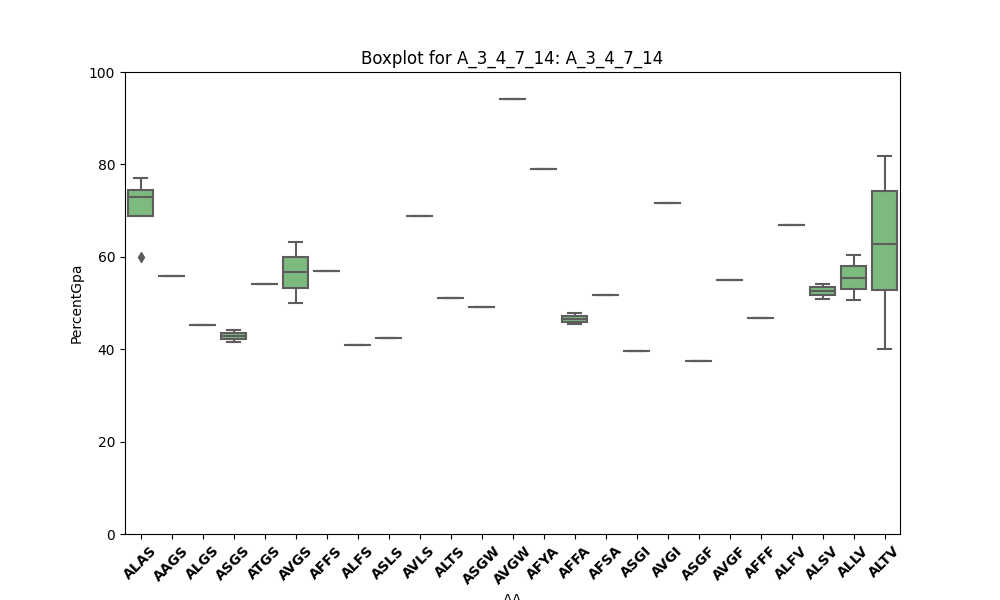 Boxplot for A_3_4_7_14: A_3_4_7_14
100
80
60
40
20
0
PercentGpa
ALAS
AAGS
ALGS
ASGS
ATGS
AVGS
AFFS
ALFS
ASLS
AVLS
ALTS
ASGW
AVGW
AFYA
AFFA
AFSA
ASGI
AVGI
ASGF
AVGF
AFFF
ALFV
ALSV
ALLV
ALTV
AA